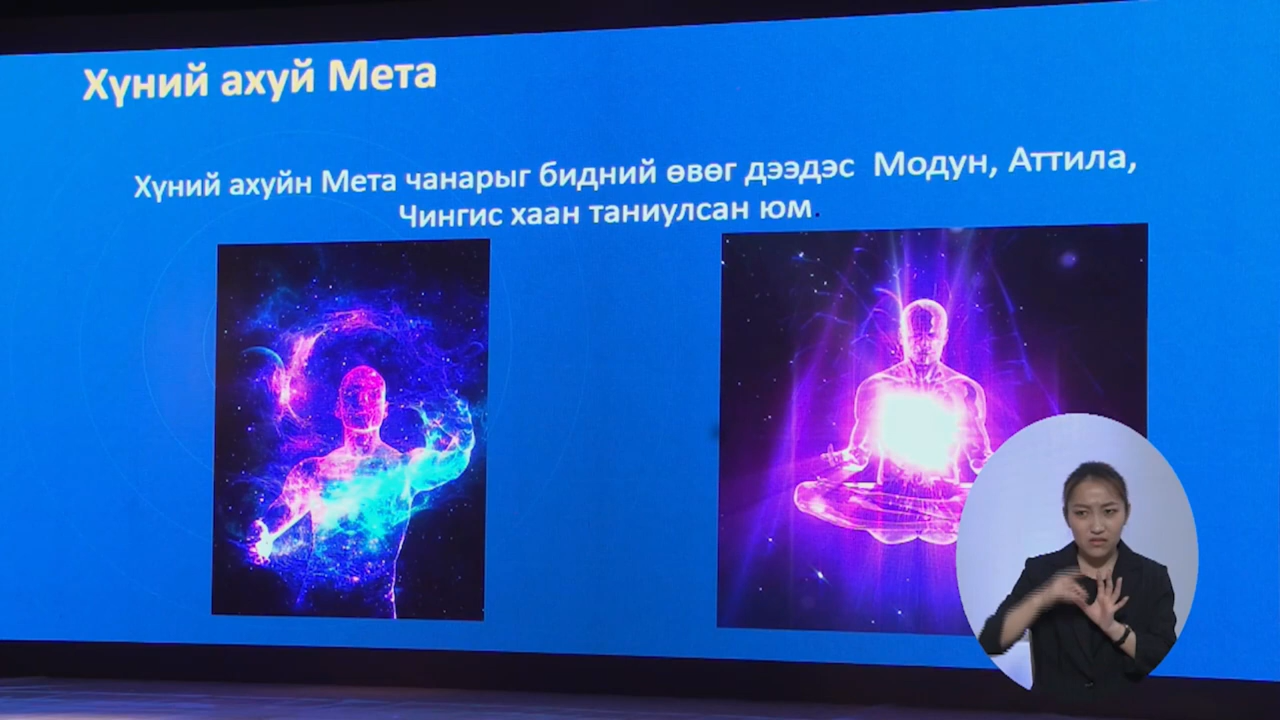 Хүний ахуй Мета
Хүний ахуйн Мета чанарыг бидний өвөг дээдэс Модун, Аттила,
Чингис хаан таниулсан юм.